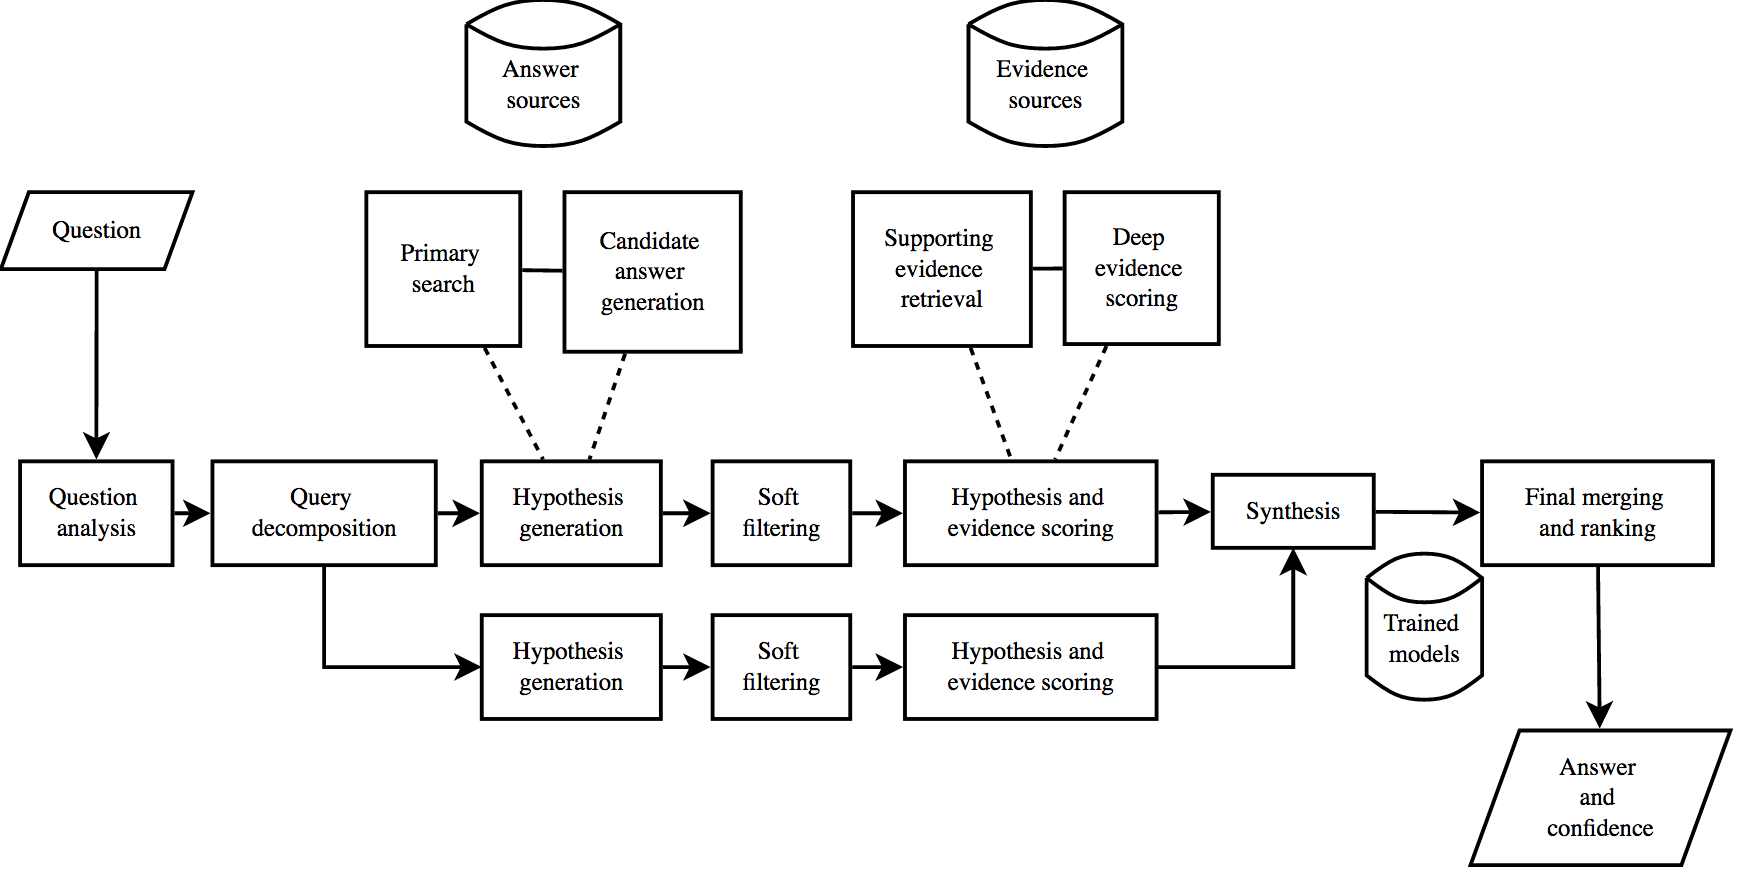 Answer
sources
Evidence
sources
Question
Primary
search
Candidate
answer
generation
Supporting
evidence
retrieval
Deep
evidence
scoring
Question
analysis
Query
decomposition
Hypothesis
generation
Soft
filtering
Hypothesis and
evidence scoring
Synthesis
Final merging
and ranking
Hypothesis
generation
Soft
filtering
Hypothesis and
evidence scoring
Trained
models
Answer
and
confidence